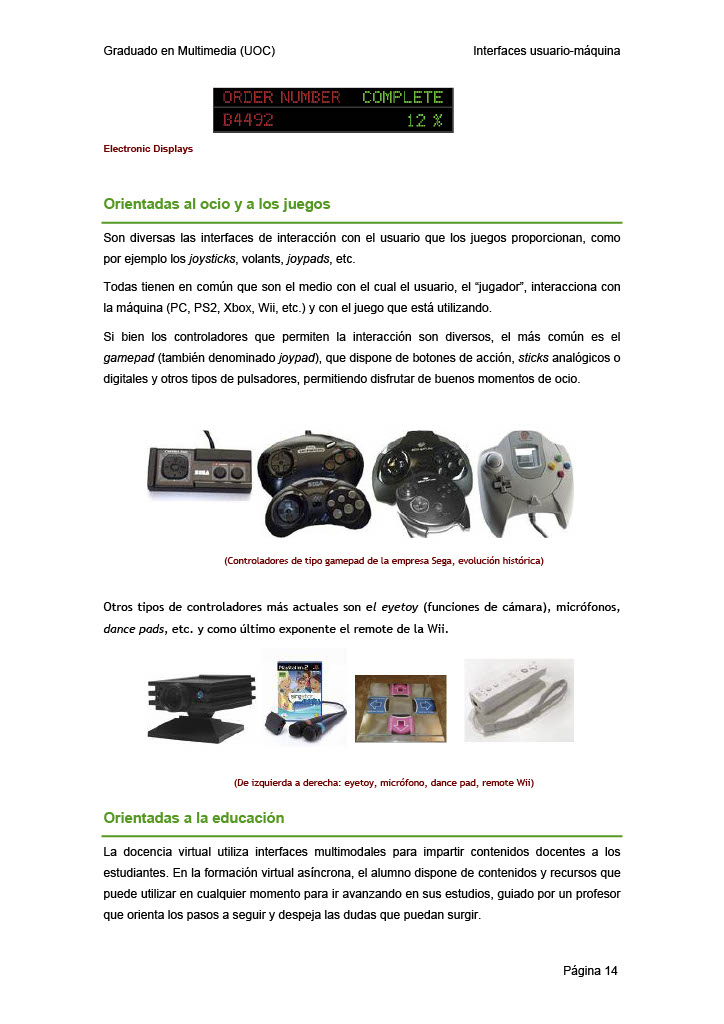 Graduado en Multimedia (UOC) Interfaces usuario-máquina
ORDER NUMBER COMPLETE
B4492 12 %
Electronic Displays
Orientadas al ocio y a los juegos
Son diversas las interfaces de interacción con el usuario que los juegos proporcionan, como
por ejemplo los joysticks, volants, joypads, etc.
Todas tienen en común que son el medio con el cual el usuario, el “jugador”, interacciona con
la máquina (PC, PS2, Xbox, Wii, etc.) y con el juego que está utilizando.
Si bien los controladores que permiten la interacción son diversos, el más común es el
gamepad (también denominado joypad), que dispone de botones de acción, sticks analógicos o
digitales y otros tipos de pulsadores, permitiendo disfrutar de buenos momentos de ocio.
SEGA
SEGA
(Controladores de tipo gamepad de la empresa Sega, evolución histórica)
Otros tipos de controladores más actuales son el eyetoy (funciones de cámara), micrófonos,
dance pads, etc. y como último exponente el remote de la Wii.
PlayStation 2
SingStar
(De izquierda a derecha: eyetoy, micrófono, dance pad, remote Wii)
Orientadas a la educación
La docencia virtual utiliza interfaces multimodales para impartir contenidos docentes a los
estudiantes. En la formación virtual asíncrona, el alumno dispone de contenidos y recursos que
puede utilizar en cualquier momento para ir avanzando en sus estudios, guiado por un profesor
que orienta los pasos a seguir y despeja las dudas que puedan surgir.
Página 14